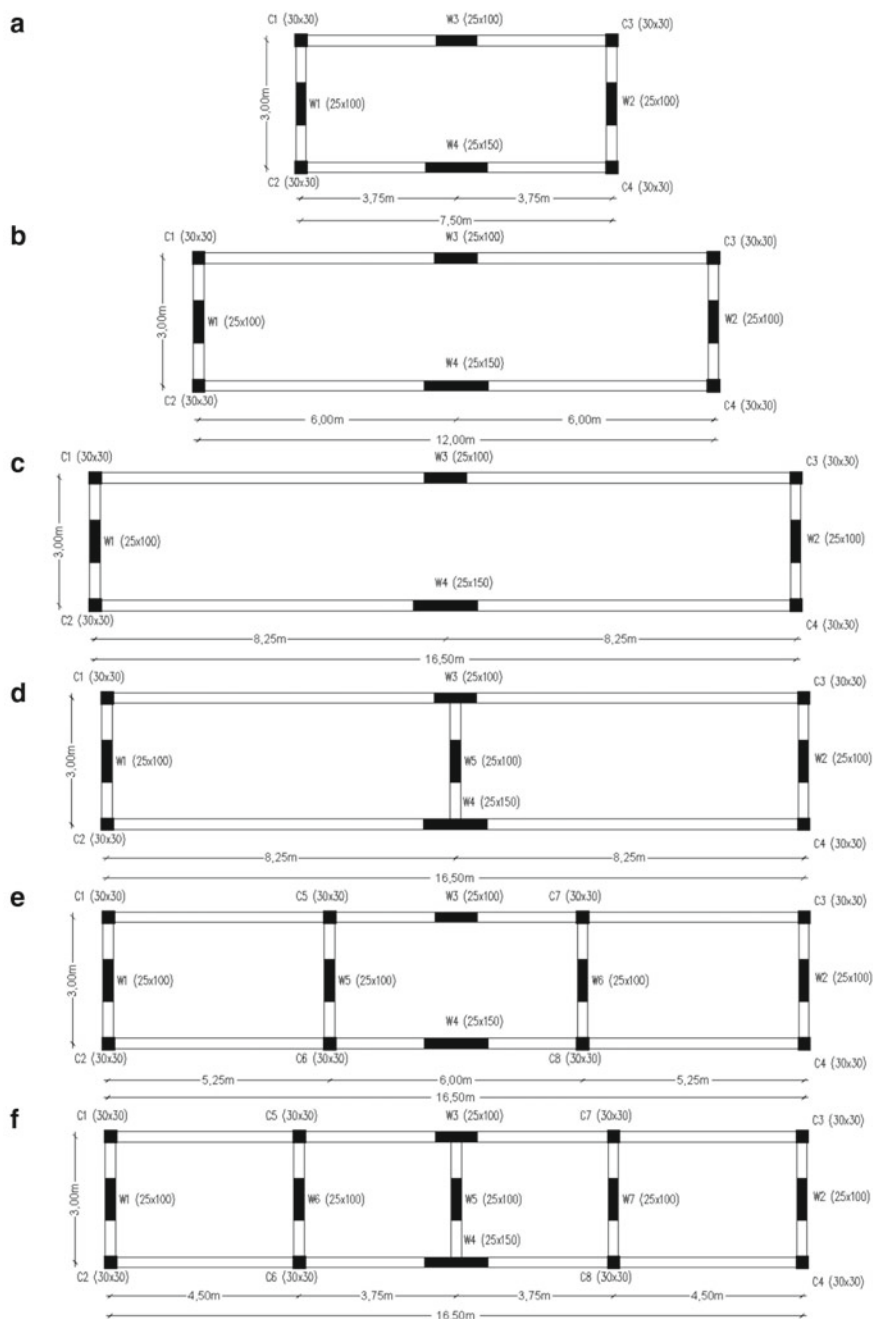 a
C1 (30x30) W3 (25x100) C3 (30x30)
3,00m
W1 (25x100) W2 (25x100)
W4 (25x150)
C2 (30x30) C4 (30x30)
3,75m 3,75m
7,50m
b
C1 (30x30) W3 (25x100) C3 (30x30)
3,00m
W1 (25x100) W2 (25x100)
W4 (25x150)
C2 (30x30) C4 (30x30)
6,00m 6,00m
12,00m
c
C1 (30x30) W3 (25x100) C3 (30x30)
3,00m
W1 (25x100) W2 (25x100)
W4 (25x150)
C2 (30x30) C4 (30x30)
8,25m 8,25m
16,50m
d
C1 (30x30) W3 (25x100) C3 (30x30)
3,00m
W1 (25x100) W5 (25x100) W2 (25x100)
W4 (25x150)
C2 (30x30) C4 (30x30)
8,25m 8,25m
16,50m
e
C1 (30x30) C5 (30x30) W3 (25x100) C7 (30x30) C3 (30x30)
3,00m
W1 (25x100) W5 (25x100) W6 (25x100) W2 (25x100)
W4 (25x150)
C2 (30x30) C6 (30x30) C8 (30x30) C4 (30x30)
5,25m 6,00m 5,25m
16,50m
f
C1 (30x30) C5 (30x30) W3 (25x100) C7 (30x30) C3 (30x30)
3,00m
W1 (25x100) W6 (25x100) W5 (25x100) W7 (25x100) W2 (25x100)
W4 (25x150)
C2 (30x30) C6 (30x30) C8 (30x30) C4 (30x30)
4,50m 3,75m 3,75m 4,50m
16,50m